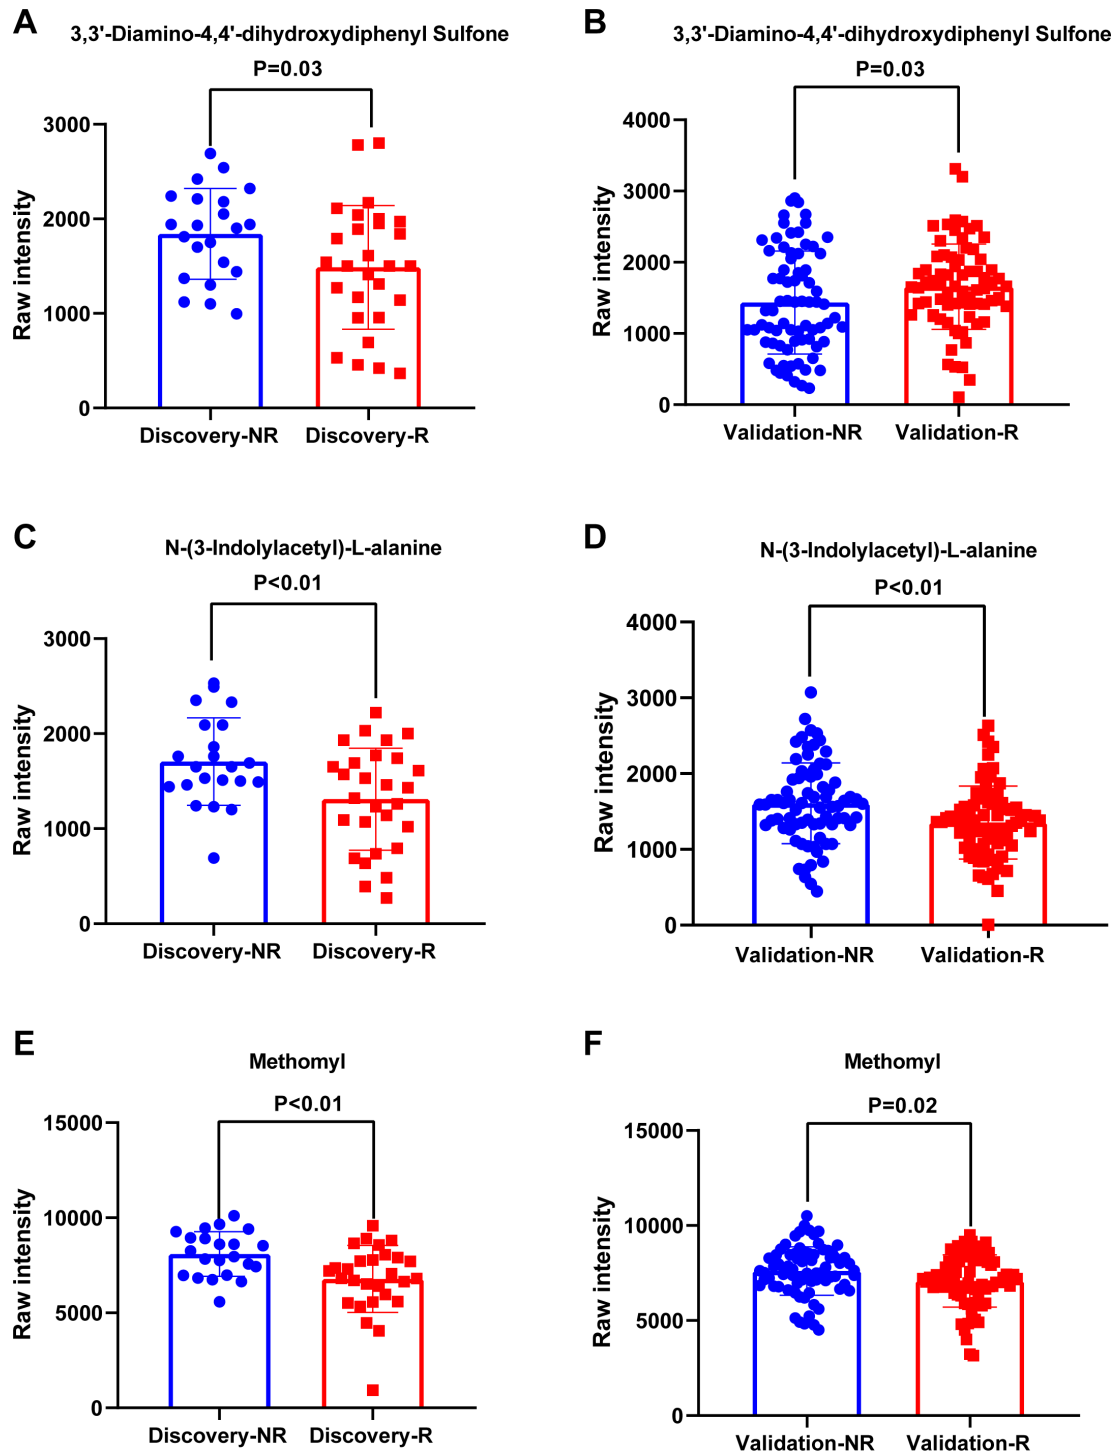 A
3,3'-Diamino-4,4'-dihydroxydiphenyl Sulfone
P=0.03
Raw intensity
3000
2000
1000
0
Discovery-NR
Discovery-R
B
3,3'-Diamino-4,4'-dihydroxydiphenyl Sulfone
P=0.03
Raw intensity
4000
3000
2000
1000
0
Validation-NR
Validation-R
C
N-(3-Indolylacetyl)-L-alanine
P<0.01
Raw intensity
3000
2000
1000
0
Discovery-NR
Discovery-R
D
N-(3-Indolylacetyl)-L-alanine
P<0.01
Raw intensity
4000
3000
2000
1000
0
Validation-NR
Validation-R
E
Methomyl
P<0.01
Raw intensity
15000
10000
5000
0
Discovery-NR
Discovery-R
F
Methomyl
P=0.02
Raw intensity
15000
10000
5000
0
Validation-NR
Validation-R